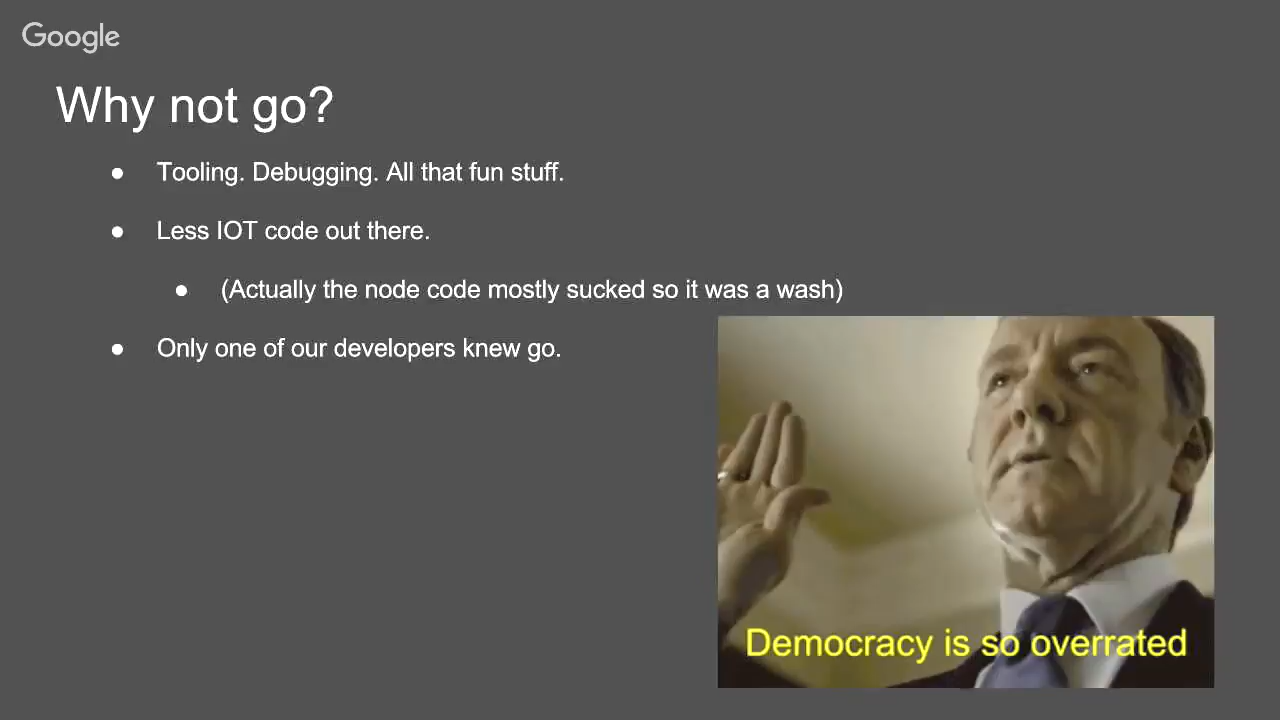 Google
Why not go?
● Tooling. Debugging. All that fun stuff.
● Less IOT code out there.
● (Actually the node code mostly sucked so it was a wash)
● Only one of our developers knew go.
Democracy is so overrated